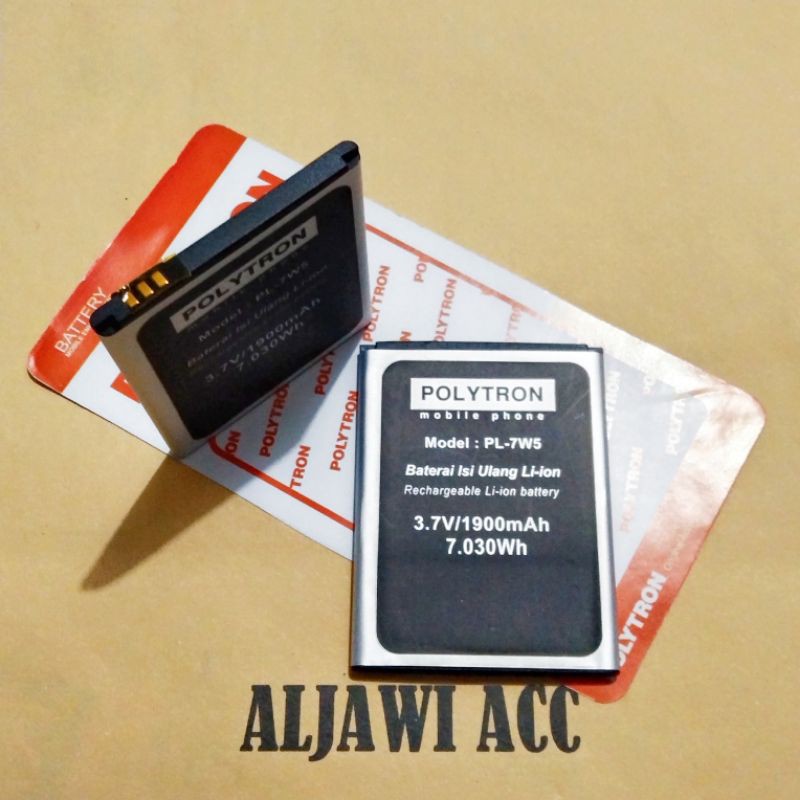 BATTERY
POLYTRON
Model : PL-7W5
Baterai Isi Ulang Li-ion
3.7V/1900mAh
7.030Wh
POLYTRON
POLYTRON
POLYTRON
POLYTRON
TRON
POLYTRON
mobile phone
Model : PL-7W5
Baterai Isi Ulang Li-ion
Rechargeable Li-ion battery
3.7V/1900mAh
7.030Wh
POLYTRON
ALJAWI ACC